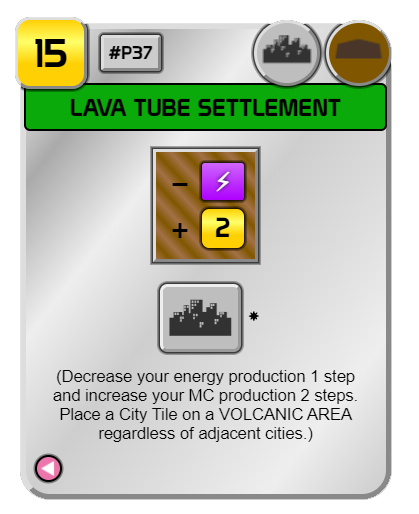 15
#P37
LAVA TUBE SETTLEMENT
−
+ 2
*
(Decrease your energy production 1 step
and increase your MC production 2 steps.
Place a City Tile on a VOLCANIC AREA
regardless of adjacent cities.)